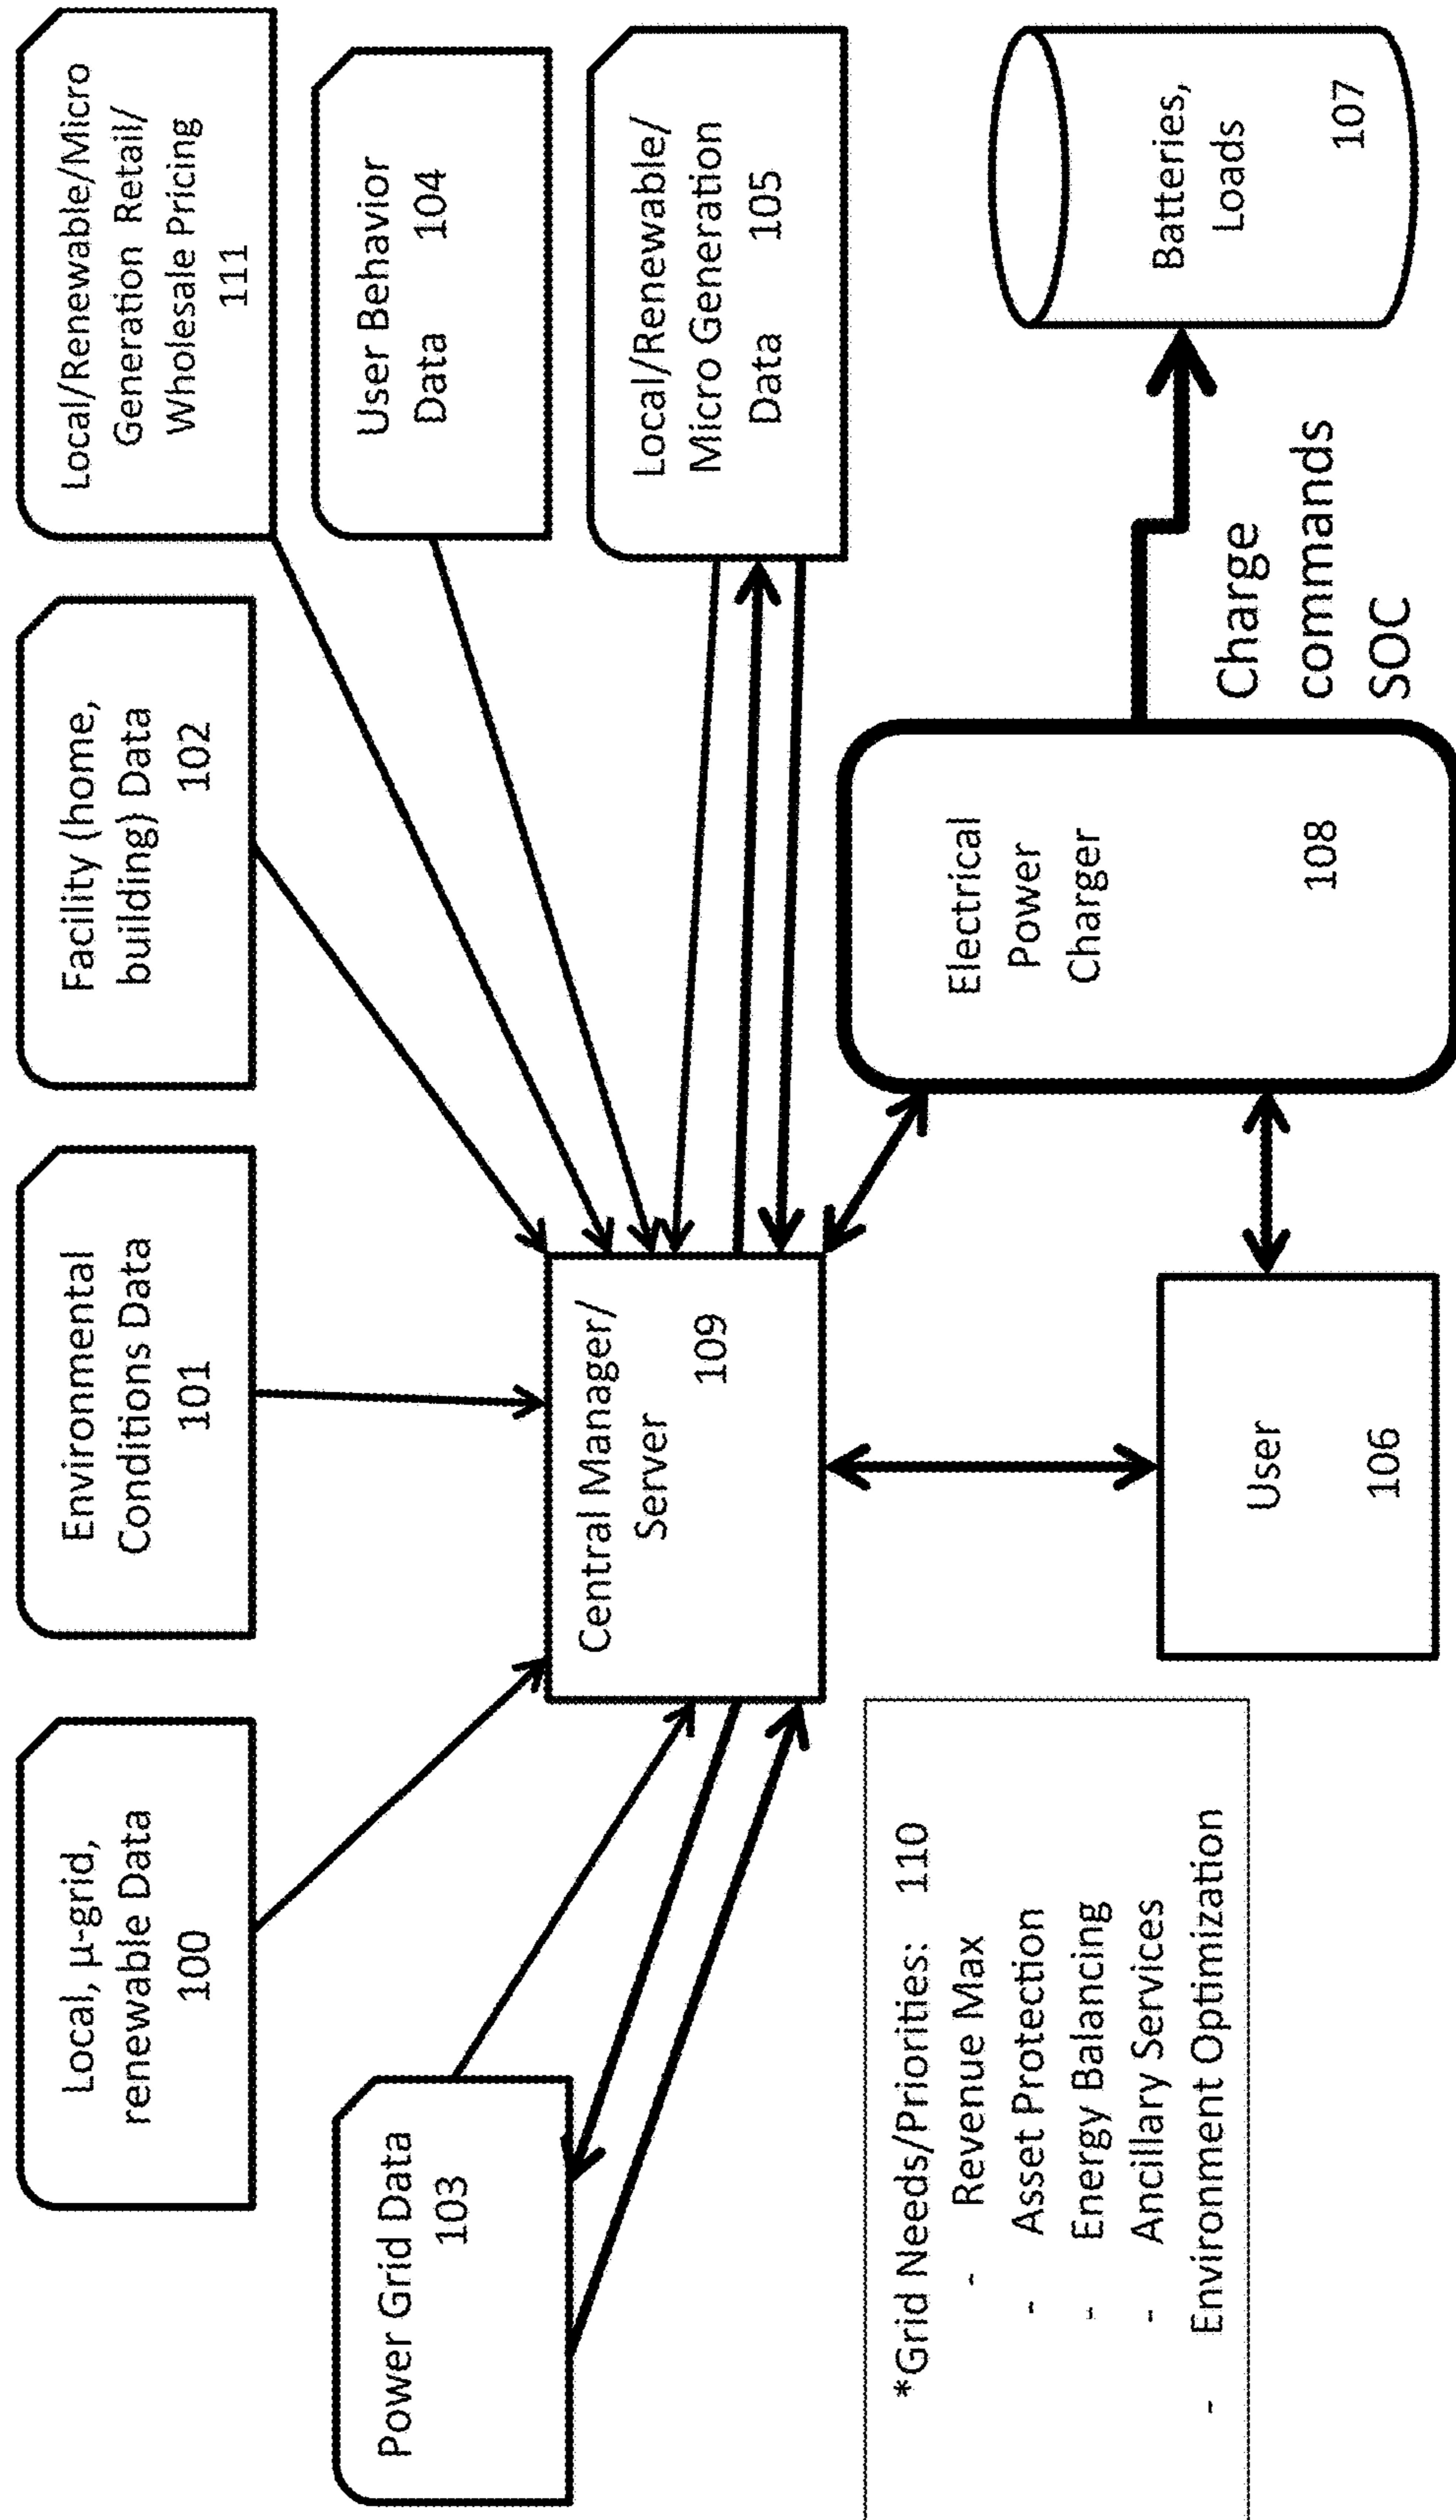 Local, μ-grid,
renewable Data
100
Environmental
Conditions Data
101
Facility (home,
building) Data
102
Local/Renewable/Micro
Generation Retail/
Wholesale Pricing
111
Power Grid Data
103
User Behavior
Data 104
Central Manager/
Server
109
Local/Renewable/
Micro Generation
Data 105
*Grid Needs/Priorities: 110
- Revenue Max
- Asset Protection
- Energy Balancing
- Ancillary Services
- Environment Optimization
User
106
Electrical
Power
Charger
108
Charge
commands
SOC
Batteries,
Loads
107